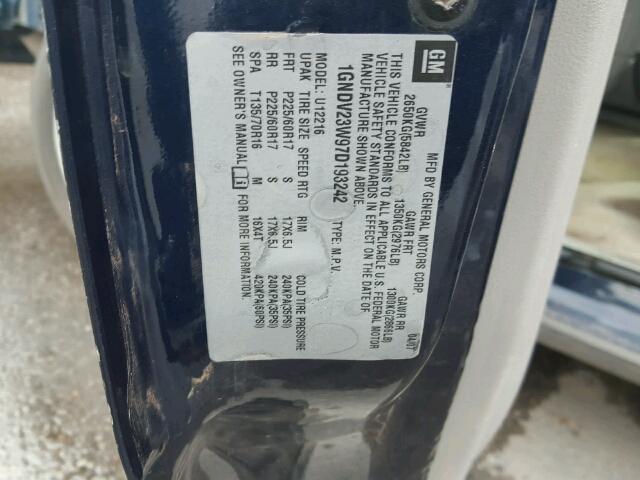 GM
MFD BY GENERAL MOTORS CORP. 04/07
GVWR GAWR FRT GAWR RR
2650KG(5842LB) 1350KG(2976LB) 1300KG(2866LB)
THIS VEHICLE CONFORMS TO ALL APPLICABLE U.S. FEDERAL MOTOR
VEHICLE SAFETY STANDARDS IN EFFECT ON THE DATE OF
MANUFACTURE SHOWN ABOVE.
1GNDV23W97D193242 TYPE: M.P.V.
MODEL: U12216
UPAK TIRE SIZE SPEED RTG RIM COLD TIRE PRESSURE
FRT P225/60R17 S 17X6.5J 240KPA(35PSI)
RR P225/60R17 S 17X6.5J 240KPA(35PSI)
SPA T135/70R16 M 16X4T 420KPA(60PSI)
SEE OWNER'S MANUAL FOR MORE INFORMATION.